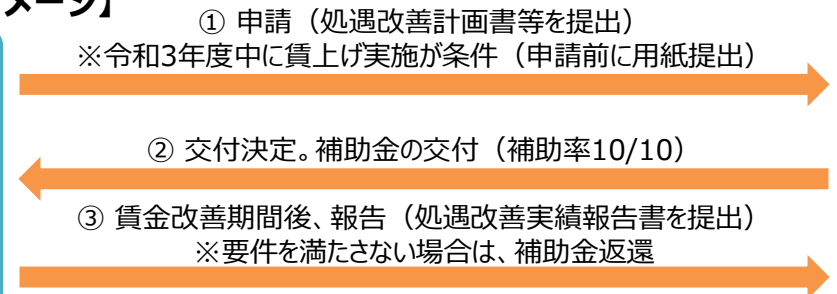 メージ】
① 申請（処遇改善計画書等を提出）
※令和3年度中に賃上げ実施が条件（申請前に用紙提出）
② 交付決定。補助金の交付（補助率10/10）
③ 賃金改善期間後、報告（処遇改善実績報告書を提出）
※要件を満たさない場合は、補助金返還